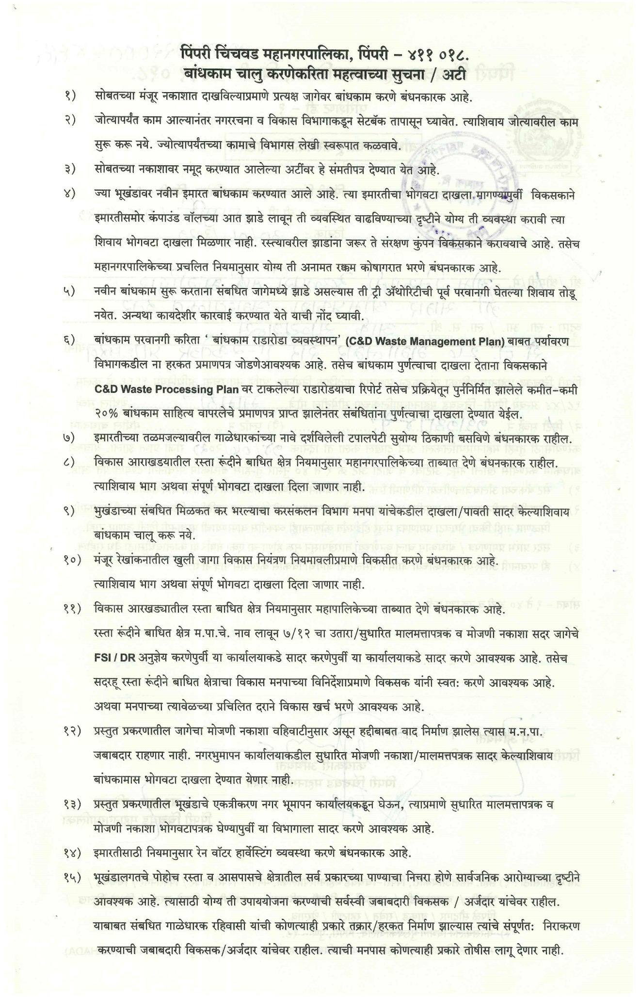 पिंपरी चिंचवड महानगरपालिका, पिंपरी – ४११ ०१८.
बांधकाम चालु करणेकरिता महत्वाच्या सुचना / अटी
१) सोबतच्या मंजूर नकाशात दाखविल्याप्रमाणे प्रत्यक्ष जागेवर बांधकाम करणे बंधनकारक आहे.
२) जोत्यापर्यंत काम आल्यानंतर नगररचना व विकास विभागाकडून सेटबॅक तापासून घ्यावेत. त्याशिवाय जोत्यावरील काम
सुरू करू नये. ज्योत्यापर्यंतच्या कामाचे विभागस लेखी स्वरूपात कळवावे.
३) सोबतच्या नकाशावर नमूद करण्यात आलेल्या अटींवर हे संमतीपत्र देण्यात येत आहे.
४) ज्या भूखंडावर नवीन इमारत बांधकाम करण्यात आले आहे. त्या इमारतीचा भोगवटा दाखला मागण्यापुर्वी विकसकाने
इमारतीसमोर कंपाउंड वॉलच्या आत झाडे लावून ती व्यवस्थित वाढविण्याच्या दृष्टीने योग्य ती व्यवस्था करावी त्या
शिवाय भोगवटा दाखला मिळणार नाही. रस्त्यावरील झाडांना जरूर ते संरक्षण कुंपन विकसकाने करावयाचे आहे. तसेच
महानगरपालिकेच्या प्रचलित नियमानुसार योग्य ती अनामत रक्कम कोषागरात भरणे बंधनकारक आहे.
५) नवीन बांधकाम सुरू करताना संबधित जागेमध्ये झाडे असल्यास ती ट्री ॲथोरिटीची पूर्व परवानगी घेतल्या शिवाय तोडू
नयेत. अन्यथा कायदेशीर कारवाई करण्यात येते याची नोंद घ्यावी.
६) बांधकाम परवानगी करिता ‘ बांधकाम राडारोडा व्यवस्थापन’ (C&D Waste Management Plan) बाबत पर्यावरण
विभागकडील ना हरकत प्रमाणपत्र जोडणेआवश्यक आहे. तसेच बांधकाम पुर्णत्वाचा दाखला देताना विकसकाने
C&D Waste Processing Plan वर टाकलेल्या राडारोडयाचा रिपोर्ट तसेच प्रक्रियेतून पुर्ननिर्मित झालेले कमीत-कमी
२०% बांधकाम साहित्य वापरलेचे प्रमाणपत्र प्राप्त झालेनंतर संबंधितांना पुर्णत्वाचा दाखला देण्यात येईल.
७) इमारतीच्या तळमजल्यावरील गाळेधारकांच्या नावे दर्शविलेली टपालपेटी सुयोग्य ठिकाणी बसविणे बंधनकारक राहील.
८) विकास आराखडयातील रस्ता रूंदीने बाधित क्षेत्र नियमानुसार महानगरपालिकेच्या ताब्यात देणे बंधनकारक राहील.
त्याशिवाय भाग अथवा संपूर्ण भोगवटा दाखला दिला जाणार नाही.
९) भुखंडाच्या संबधित मिळकत कर भरल्याचा करसंकलन विभाग मनपा यांचेकडील दाखला/पावती सादर केल्याशिवाय
बांधकाम चालू करू नये.
१०) मंजूर रेखांकनातील खुली जागा विकास नियंत्रण नियमावलीप्रमाणे विकसीत करणे बंधनकारक आहे.
त्याशिवाय भाग अथवा संपूर्ण भोगवटा दाखला दिला जाणार नाही.
११) विकास आरखड्यातील रस्ता बाधित क्षेत्र नियमानुसार महापालिकेच्या ताब्यात देणे बंधनकारक आहे.
रस्ता रूंदीने बाधित क्षेत्र म.पा.चे. नाव लावून ७/१२ चा उतारा/सुधारित मालमत्तापत्रक व मोजणी नकाशा सदर जागेचे
FSI / DR अनुज्ञेय करणेपुर्वी या कार्यालयाकडे सादर करणेपुर्वी या कार्यालयाकडे सादर करणे आवश्यक आहे. तसेच
सदरहू रस्ता रूंदीने बाधित क्षेत्राचा विकास मनपाच्या विनिर्देशाप्रमाणे विकसक यांनी स्वत: करणे आवश्यक आहे.
अथवा मनपाच्या त्यावेळच्या प्रचिलित दराने विकास खर्च भरणे आवश्यक आहे.
१२) प्रस्तुत प्रकरणातील जागेचा मोजणी नकाशा वहिवाटीनुसार असून हद्दीबाबत वाद निर्माण झालेस त्यास म.न.पा.
जबाबदार राहणार नाही. नगरभुमापन कार्यालयाकडील सुधारित मोजणी नकाशा/मालमत्तपत्रक सादर केल्याशिवाय
बांधकामास भोगवटा दाखला देण्यात येणार नाही.
१३) प्रस्तुत प्रकरणातील भूखंडाचे एकत्रीकरण नगर भूमापन कार्यालयकडून घेऊन, त्याप्रमाणे सुधारित मालमत्तापत्रक व
मोजणी नकाशा भोगवटापत्रक घेण्यापुर्वी या विभागाला सादर करणे आवश्यक आहे.
१४) इमारतीसाठी नियमानुसार रेन वॉटर हार्वेस्टिंग व्यवस्था करणे बंधनकारक आहे.
१५) भूखंडालगतचे पोहोच रस्ता व आसपासचे क्षेत्रातील सर्व प्रकारच्या पाण्याचा निचरा होणे सार्वजनिक आरोग्याच्या दृष्टीने
आवश्यक आहे. त्यासाठी योग्य ती उपाययोजना करण्याची सर्वस्वी जबाबदारी विकसक / अर्जदार यांचेवर राहील.
याबाबत संबधित गाळेधारक रहिवासी यांची कोणत्याही प्रकारे तक्रार/हरकत निर्माण झाल्यास त्यांचे संपूर्णत: निराकरण
करण्याची जबाबदारी विकसक/अर्जदार यांचेवर राहील. त्याची मनपास कोणत्याही प्रकारे तोषीस लागू देणार नाही.